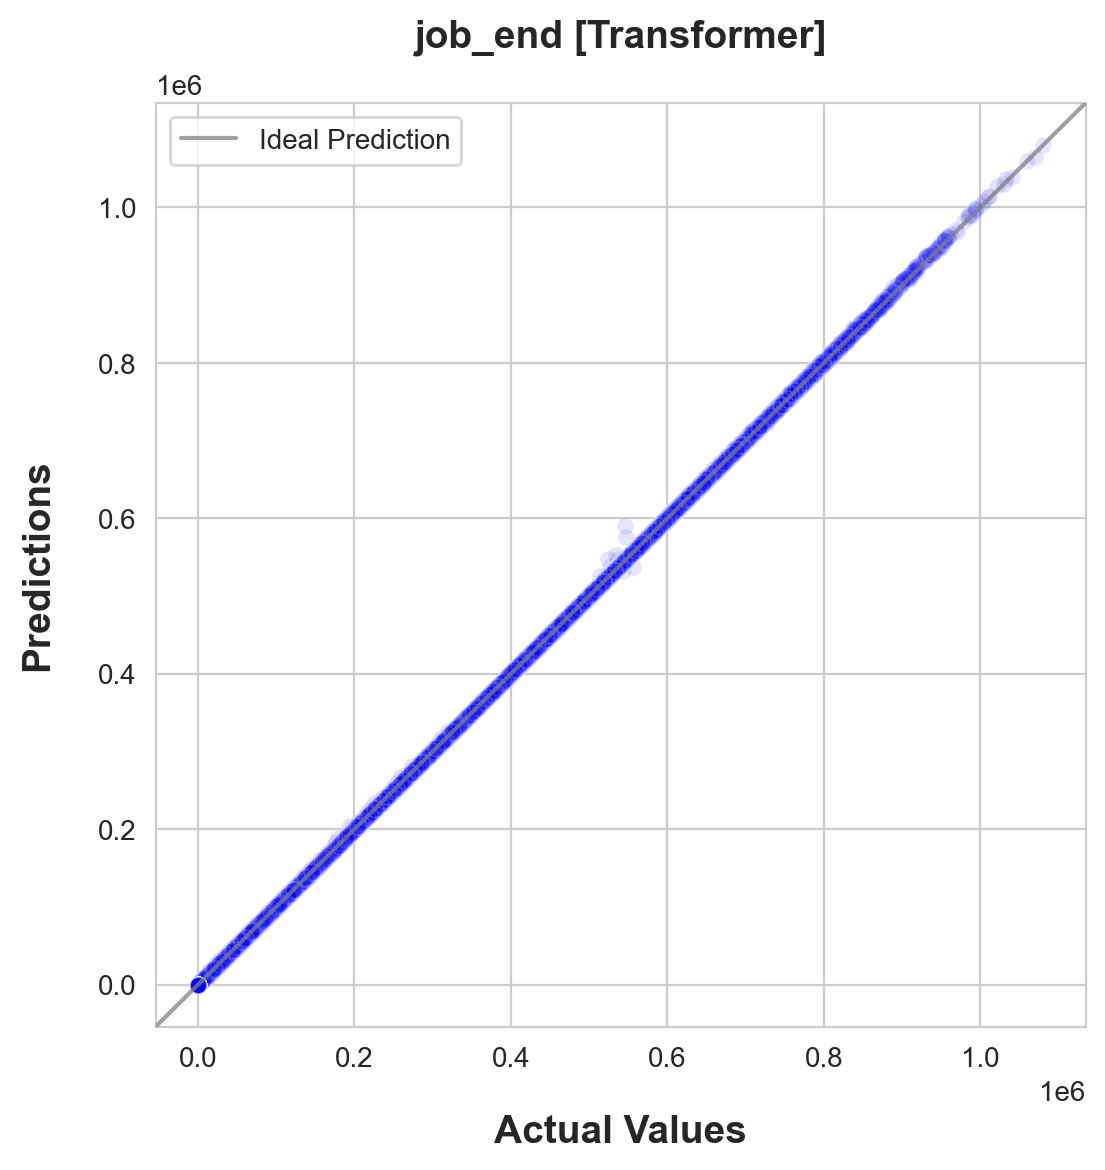 job_end [Transformer]
1e6
Ideal Prediction
1.0
0.8
0.6
0.4
0.2
0.0
Predictions
0.0 0.2 0.4 0.6 0.8 1.0
1e6
Actual Values